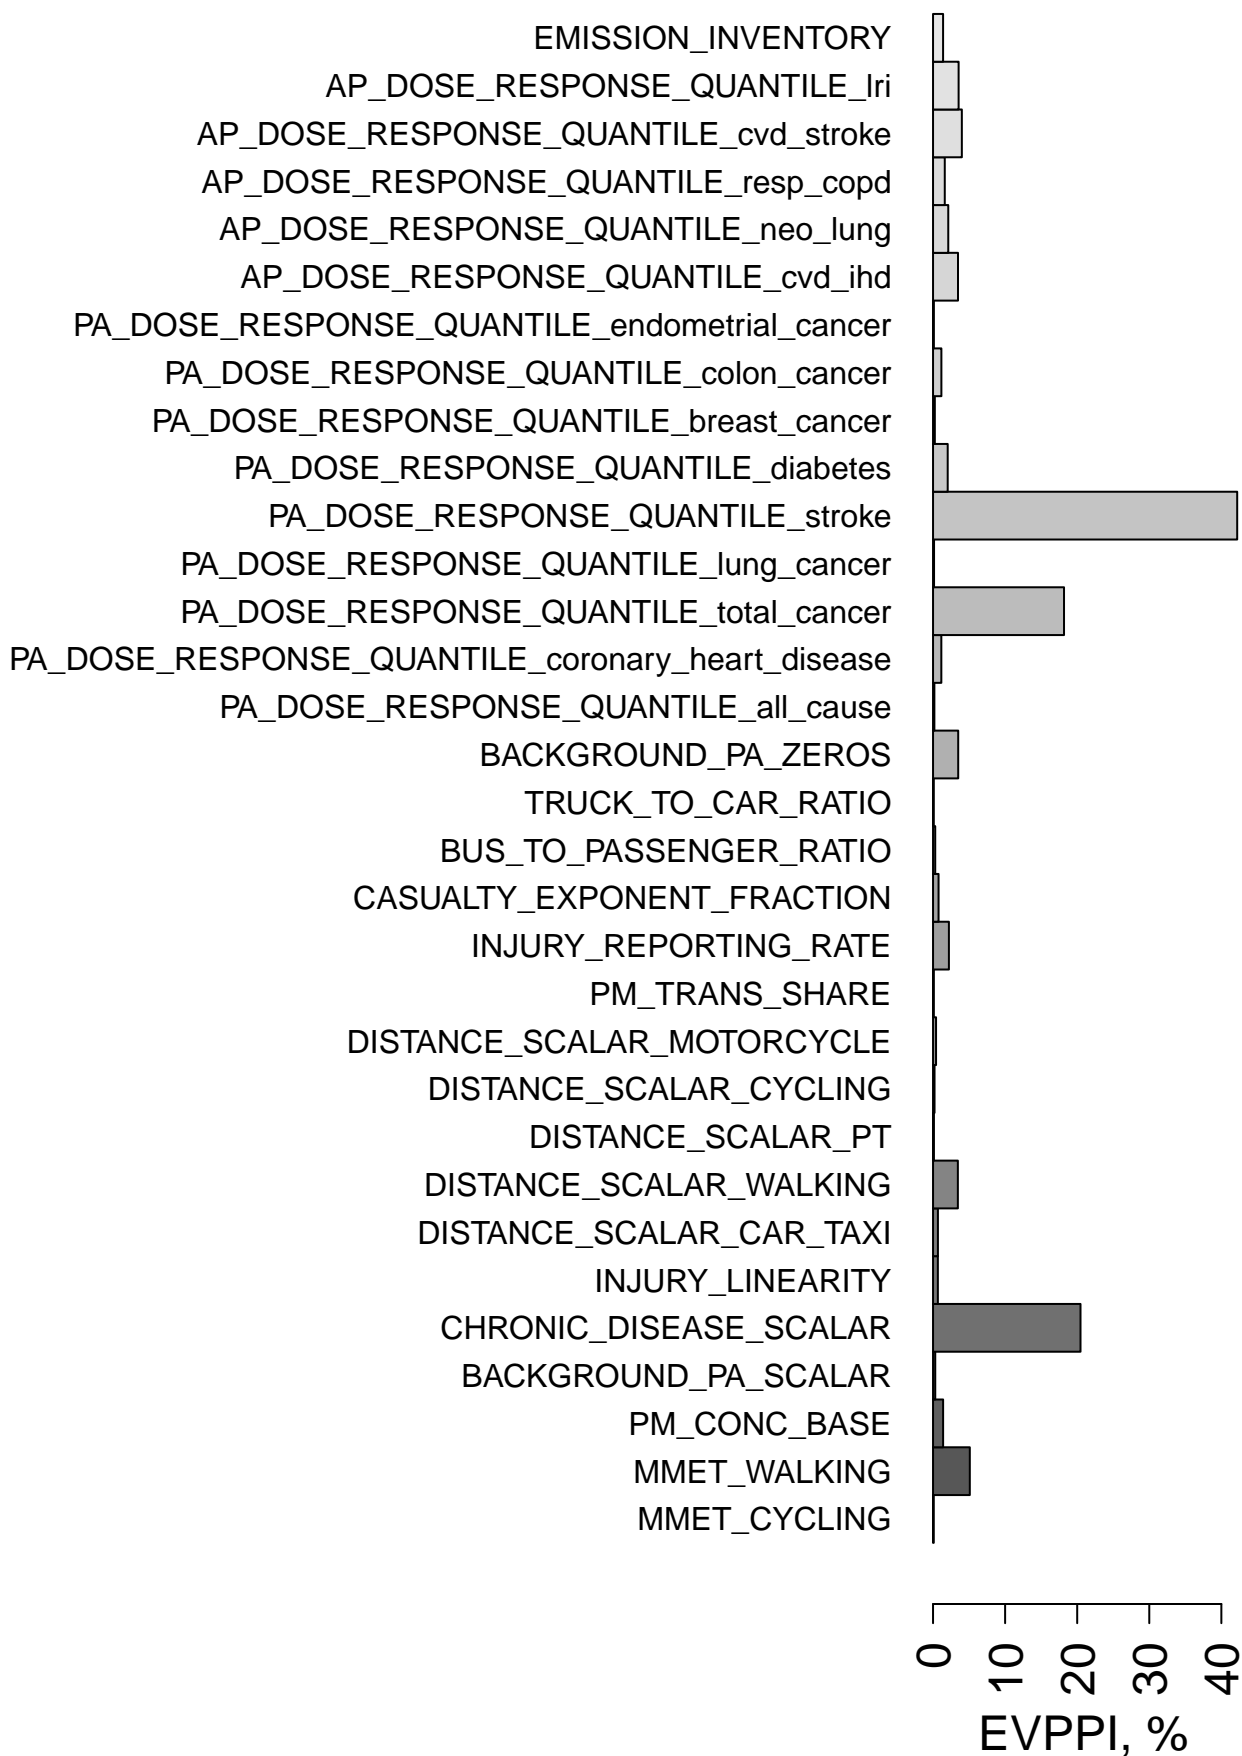 EMISSION_INVENTORY
AP_DOSE_RESPONSE_QUANTILE_lri
AP_DOSE_RESPONSE_QUANTILE_cvd_stroke
AP_DOSE_RESPONSE_QUANTILE_resp_copd
AP_DOSE_RESPONSE_QUANTILE_neo_lung
AP_DOSE_RESPONSE_QUANTILE_cvd_ihd
PA_DOSE_RESPONSE_QUANTILE_endometrial_cancer
PA_DOSE_RESPONSE_QUANTILE_colon_cancer
PA_DOSE_RESPONSE_QUANTILE_breast_cancer
PA_DOSE_RESPONSE_QUANTILE_diabetes
PA_DOSE_RESPONSE_QUANTILE_stroke
PA_DOSE_RESPONSE_QUANTILE_lung_cancer
PA_DOSE_RESPONSE_QUANTILE_total_cancer
PA_DOSE_RESPONSE_QUANTILE_coronary_heart_disease
PA_DOSE_RESPONSE_QUANTILE_all_cause
BACKGROUND_PA_ZEROS
TRUCK_TO_CAR_RATIO
BUS_TO_PASSENGER_RATIO
CASUALTY_EXPONENT_FRACTION
INJURY_REPORTING_RATE
PM_TRANS_SHARE
DISTANCE_SCALAR_MOTORCYCLE
DISTANCE_SCALAR_CYCLING
DISTANCE_SCALAR_PT
DISTANCE_SCALAR_WALKING
DISTANCE_SCALAR_CAR_TAXI
INJURY_LINEARITY
CHRONIC_DISEASE_SCALAR
BACKGROUND_PA_SCALAR
PM_CONC_BASE
MMET_WALKING
MMET_CYCLING
0 10 20 30 40
EVPPI, %